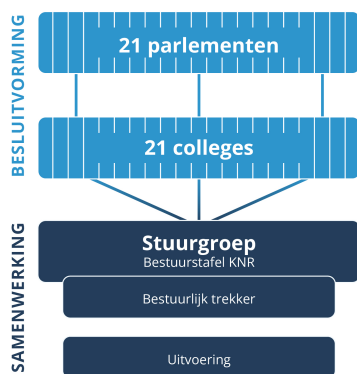 BESLUITVORMING
21 parlementen
21 colleges
SAMENWERKING
Stuurgroep
Bestuurstafel KNR
Bestuurlijk trekker
Uitvoering